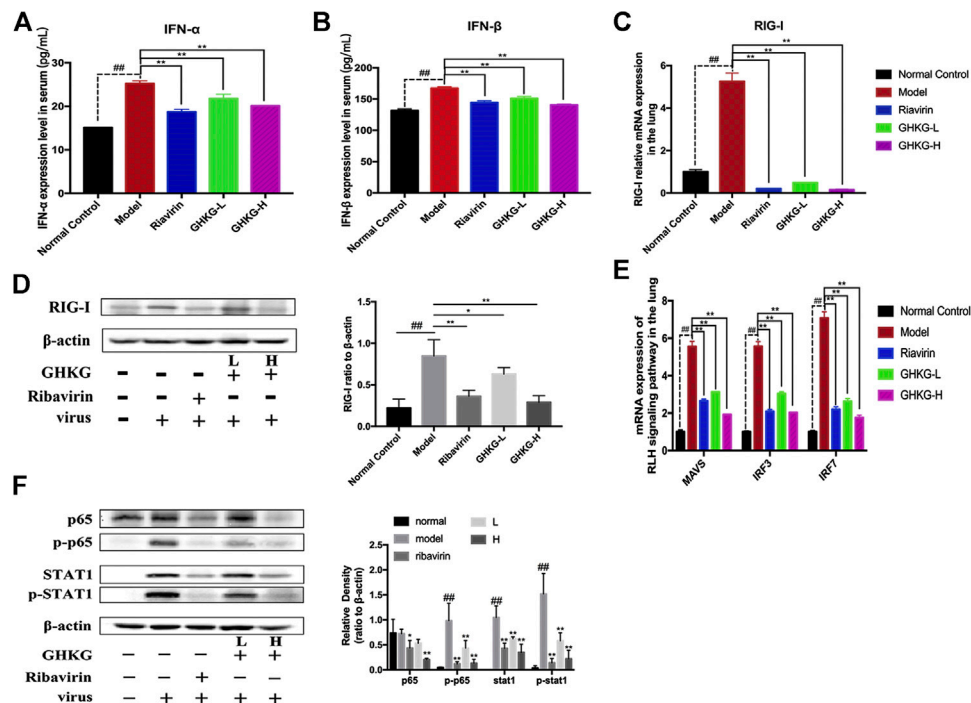 A
IFN-α
IFN-α expression level in serum (pg/mL)
30
20
10
0
##
**
**
**
Normal Control
Model
Riavirin
GHKG-L
GHKG-H
B
IFN-β
IFN-β expression level in serum (pg/mL)
250
200
150
100
50
0
##
**
**
**
Normal Control
Model
Riavirin
GHKG-L
GHKG-H
C
RIG-I
RIG-I relative mRNA expression
in the lung
6
4
2
0
##
**
**
**
Normal Control
Model
Riavirin
GHKG-L
GHKG-H
Normal Control
Model
Riavirin
GHKG-L
GHKG-H
D
RIG-I
β-actin
L H
GHKG - - - + +
Ribavirin - - + - -
virus - + + + +
RIG-I ratio to β-actin
1.5
1.0
0.5
0.0
##
**
*
**
Normal Control
Model
Ribavirin
GHKG-L
GHKG-H
E
mRNA expression of
RLH signaling pathway in the lung
8
6
4
2
0
##
**
**
**
##
**
**
**
##
**
**
**
MAVS
IRF3
IRF7
Normal Control
Model
Riavirin
GHKG-L
GHKG-H
F
p65
p-p65
STAT1
p-STAT1
β-actin
L H
GHKG - - - + +
Ribavirin - - + - -
virus - + + + +
normal
model
ribavirin
L
H
Relative Density
(ratio to β-actin)
2.5
2.0
1.5
1.0
0.5
0.0
*
**
##
**
**
**
##
**
**
**
##
**
**
**
p65
p-p65
stat1
p-stat1